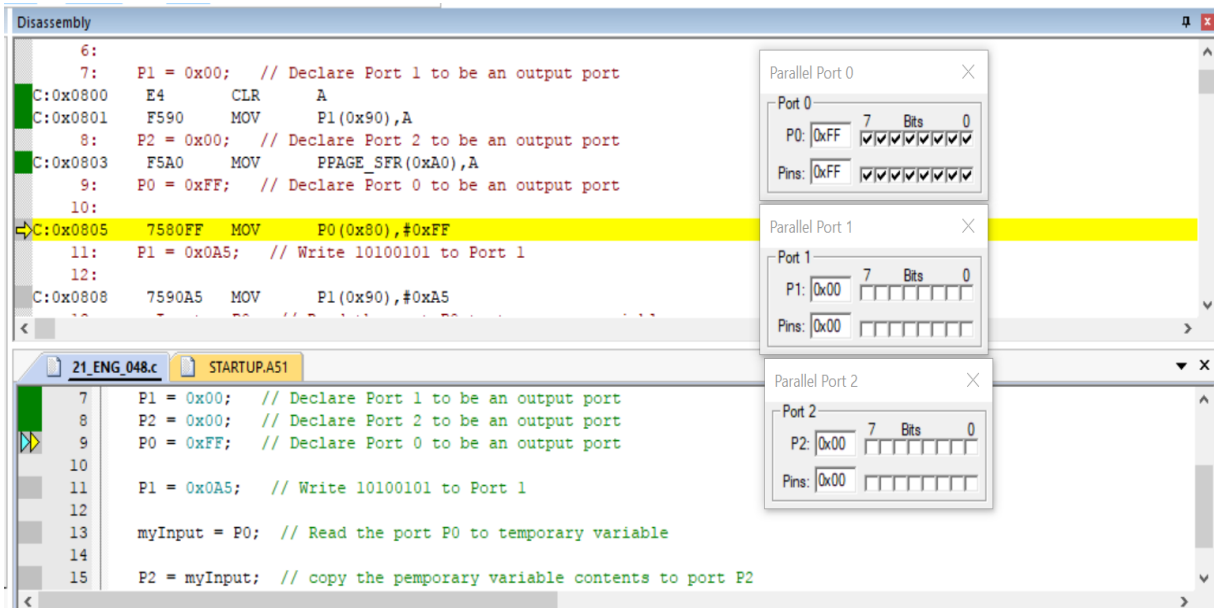 Disassembly
6:
7: P1 = 0x00; // Declare Port 1 to be an output port
C:0x0800 E4 CLR A
C:0x0801 F590 MOV P1(0x90),A
8: P2 = 0x00; // Declare Port 2 to be an output port
C:0x0803 F5A0 MOV PPAGE_SFR(0xA0),A
9: P0 = 0xFF; // Declare Port 0 to be an output port
10:
C:0x0805 7580FF MOV P0(0x80),#0xFF
11: P1 = 0x0A5; // Write 10100101 to Port 1
12:
C:0x0808 7590A5 MOV P1(0x90),#0xA5
Parallel Port 0
Port 0
7 Bits 0
P0: 0xFF
Pins: 0xFF
Parallel Port 1
Port 1
7 Bits 0
P1: 0x00
Pins: 0x00
Parallel Port 2
Port 2
7 Bits 0
P2: 0x00
Pins: 0x00
21_ENG_048.c STARTUP.A51
7 P1 = 0x00; // Declare Port 1 to be an output port
8 P2 = 0x00; // Declare Port 2 to be an output port
9 P0 = 0xFF; // Declare Port 0 to be an output port
10
11 P1 = 0x0A5; // Write 10100101 to Port 1
12
13 myInput = P0; // Read the port P0 to temporary variable
14
15 P2 = myInput; // copy the pemporary variable contents to port P2